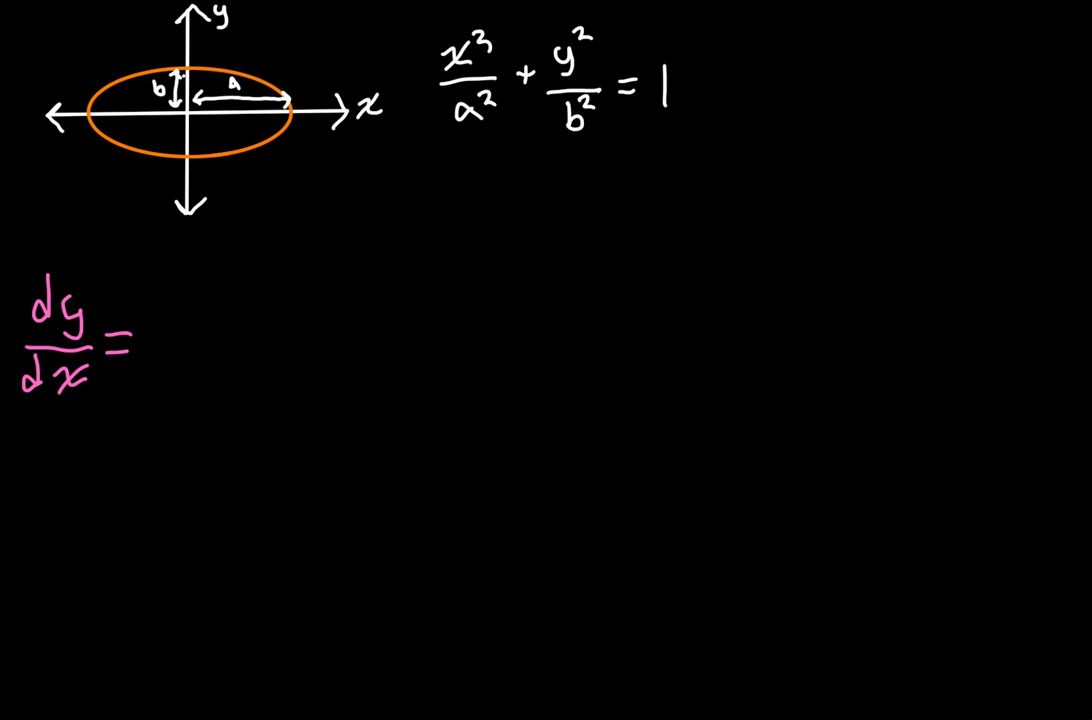 y
b a
x
x³/a² + y²/b² = 1
dy/dx =